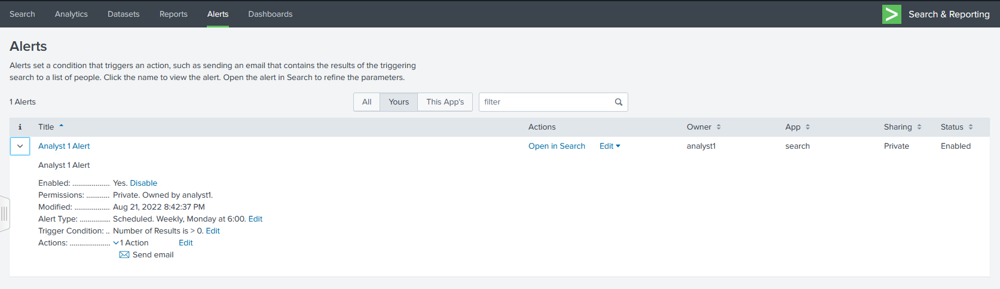 Search Analytics Datasets Reports Alerts Dashboards Search & Reporting
Alerts
Alerts set a condition that triggers an action, such as sending an email that contains the results of the triggering
search to a list of people. Click the name to view the alert. Open the alert in Search to refine the parameters.
1 Alerts All Yours This App's filter
i Title Actions Owner App Sharing Status
Analyst 1 Alert Open in Search Edit analyst1 search Private Enabled
Analyst 1 Alert
Enabled: .................... Yes. Disable
Permissions: ............ Private. Owned by analyst1.
Modified: ................... Aug 21, 2022 8:42:37 PM
Alert Type: ................ Scheduled. Weekly, Monday at 6:00. Edit
Trigger Condition: .. Number of Results is > 0. Edit
Actions: ..................... 1 Action Edit
Send email